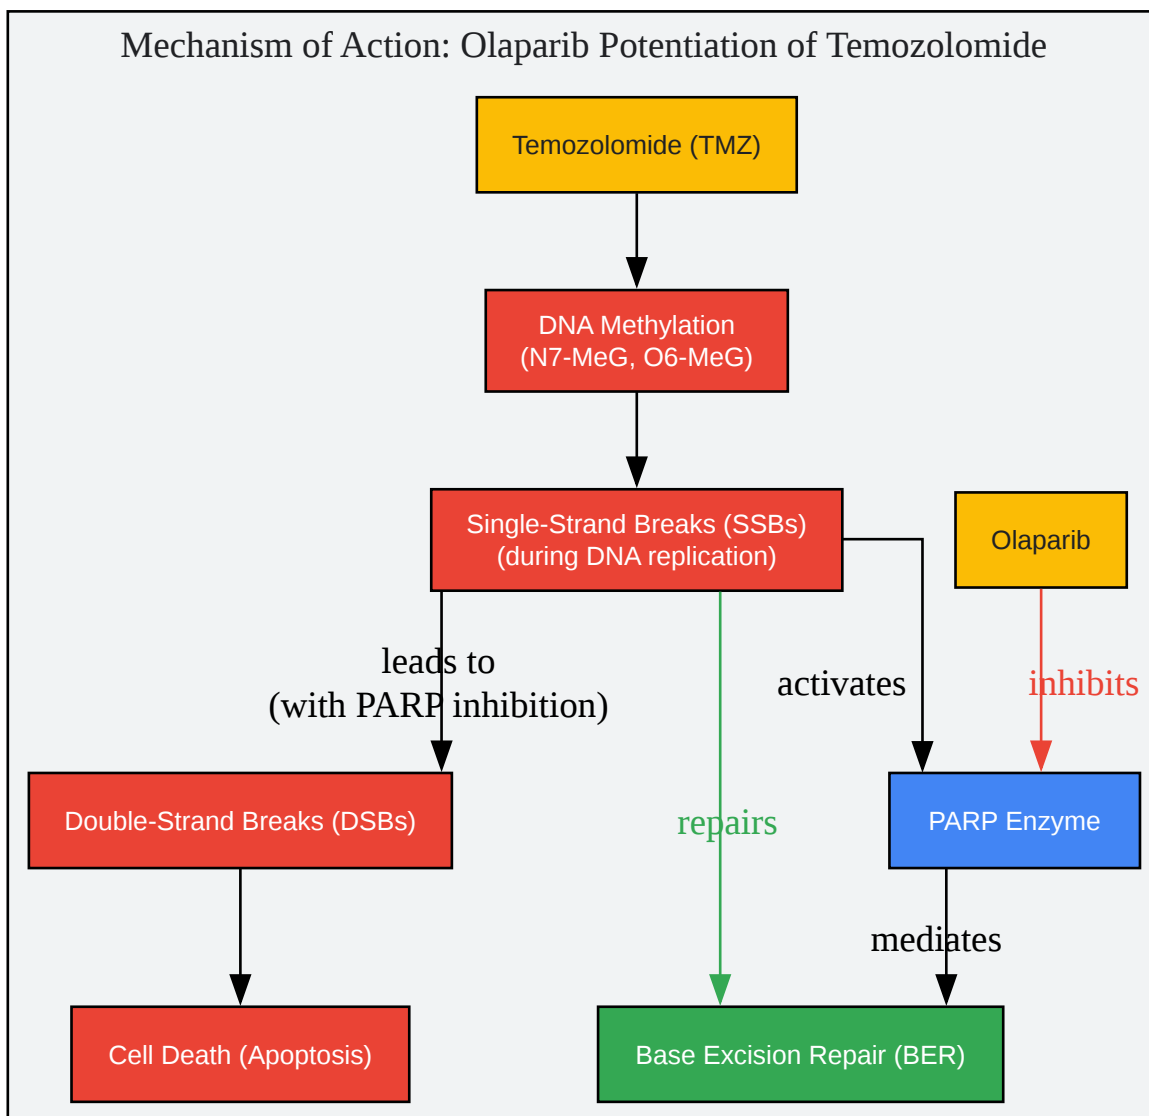 Mechanism of Action: Olaparib Potentiation of Temozolomide
Temozolomide (TMZ)
DNA Methylation
(N7-MeG, O6-MeG)
Single-Strand Breaks (SSBs)
(during DNA replication)
Olaparib
leads to
(with PARP inhibition)
activates
inhibits
Double-Strand Breaks (DSBs)
repairs
PARP Enzyme
mediates
Cell Death (Apoptosis)
Base Excision Repair (BER)